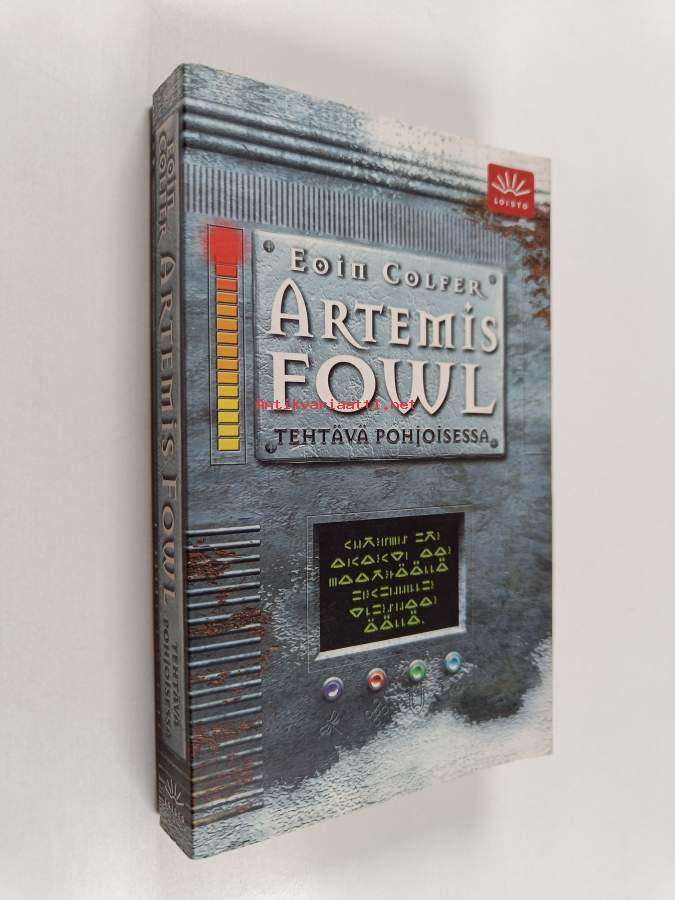 LOISTO
Eoin Colfer
ARTEMIS
FOWL
Antikvariaatti.net
TEHTÄVÄ POHJOISESSA
EOIN
COLFER
ARTEMIS FOWL
TEHTÄVÄ
POHJOISESSA